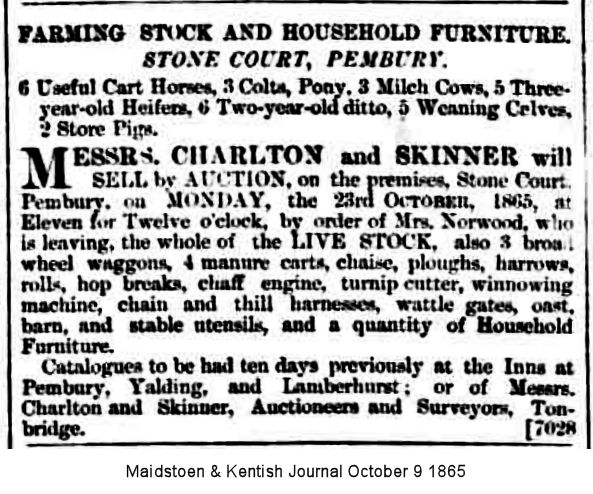 FARMING STOCK AND HOUSEHOLD FURNITURE.
STONE COURT, PEMBURY.
6 Useful Cart Horses, 3 Colts, Pony, 3 Milch Cows, 5 Three-
year-old Heifers, 6 Two-year-old ditto, 5 Weaning Calves,
2 Store Pigs.
MESSRS. CHARLTON and SKINNER will
SELL by AUCTION, on the premises, Stone Court,
Pembury, on MONDAY, the 23rd OCTOBER, 1865, at
Eleven for Twelve o'clock, by order of Mrs. Norwood, who
is leaving, the whole of the LIVE STOCK, also 3 broad
wheel waggons, 4 manure carts, chaise, ploughs, harrows,
rolls, hop breaks, chaff engine, turnip cutter, winnowing
machine, chain and thill harnesses, wattle gates, oast,
barn, and stable utensils, and a quantity of Household
Furniture.
Catalogues to be had ten days previously at the Inns at
Pembury, Yalding, and Lamberhurst; or of Messrs.
Charlton and Skinner, Auctioneers and Surveyors, Ton-
bridge. [7028
Maidstoen & Kentish Journal October 9 1865